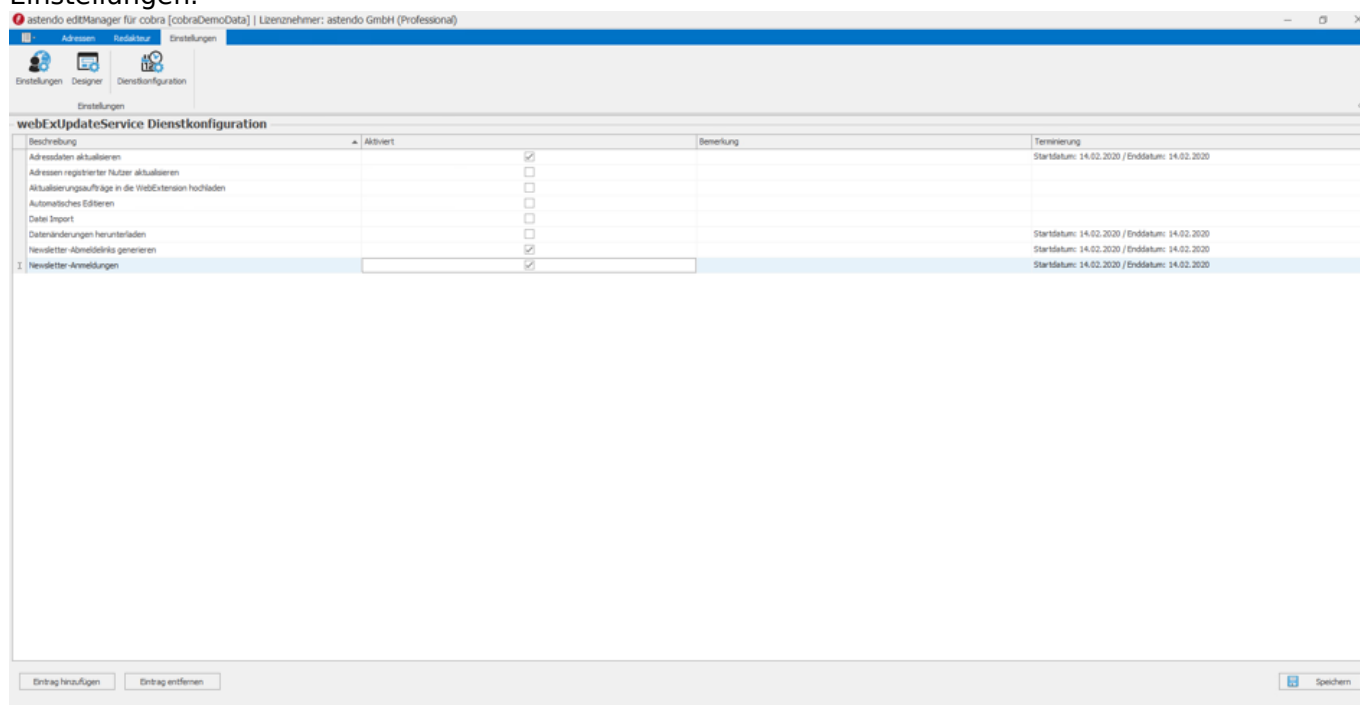 Einstellungen.
astendo editManager für cobra [cobraDemoData] | Lizenznehmer: astendo GmbH (Professional)
Adressen Redakteur Einstellungen
Einstellungen Designer Dienstkonfiguration
Einstellungen
webExUpdateService Dienstkonfiguration
Beschreibung Aktiviert Bemerkung Terminierung
Adressdaten aktualisieren Startdatum: 14.02.2020 / Enddatum: 14.02.2020
Adressen registrierter Nutzer aktualisieren
Aktualisierungsaufträge in die WebExtension hochladen
Automatisches Editieren
Datei Import
Datenänderungen herunterladen Startdatum: 14.02.2020 / Enddatum: 14.02.2020
Newsletter-Abmeldelinks generieren Startdatum: 14.02.2020 / Enddatum: 14.02.2020
Newsletter-Anmeldungen Startdatum: 14.02.2020 / Enddatum: 14.02.2020
Eintrag hinzufügen Eintrag entfernen Speichern